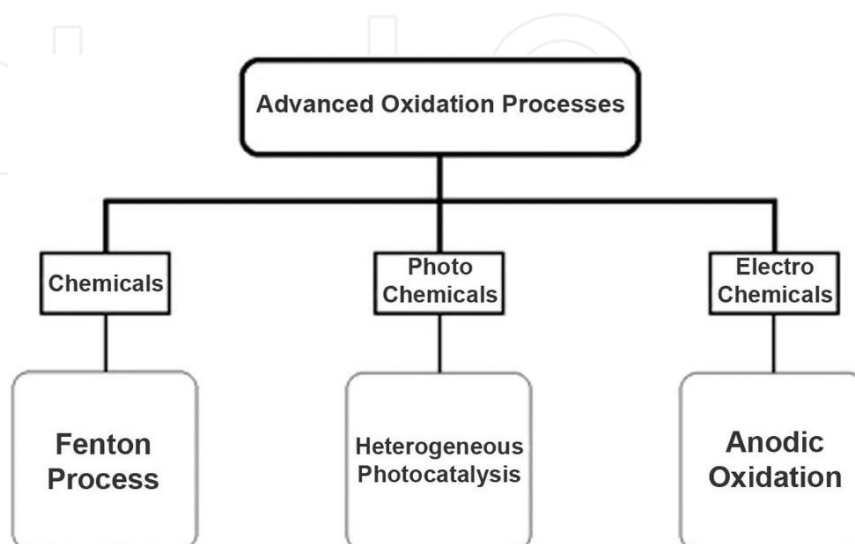 Advanced Oxidation Processes
Chemicals
Photo
Chemicals
Electro
Chemicals
Fenton
Process
Heterogeneous
Photocatalysis
Anodic
Oxidation